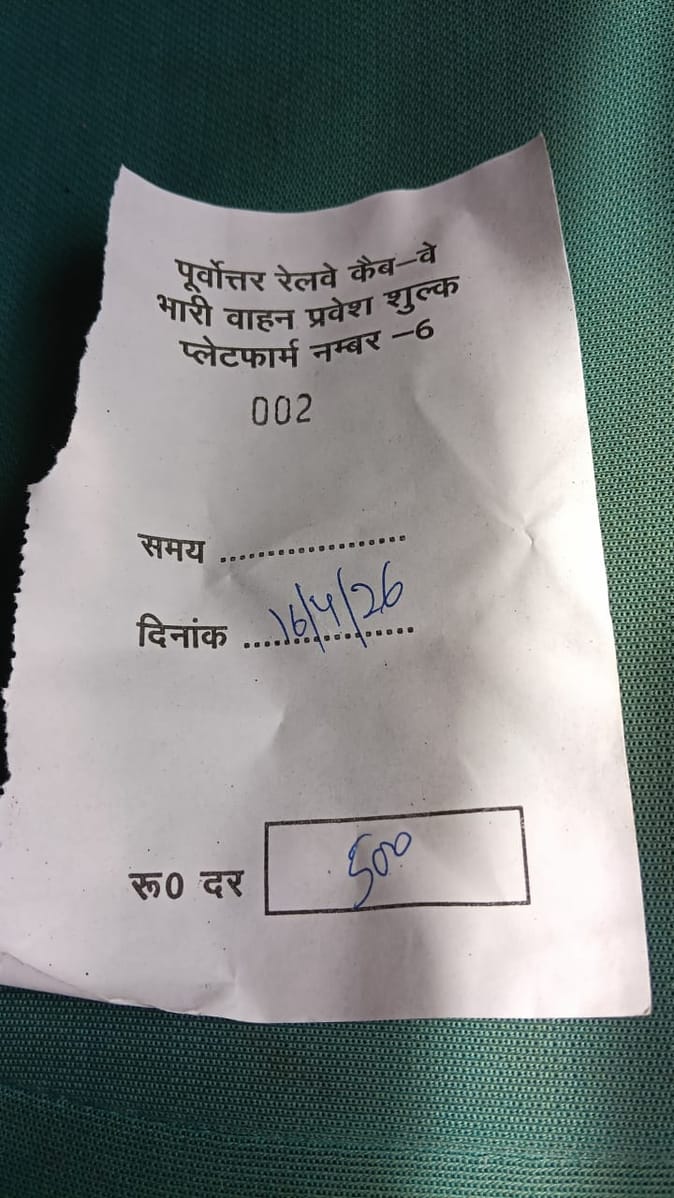 पूर्वोत्तर रेलवे कैब–वे
भारी वाहन प्रवेश शुल्क
प्लेटफार्म नम्बर –6
002
समय ...................
दिनांक ....16/4/26....
रू0 दर 500